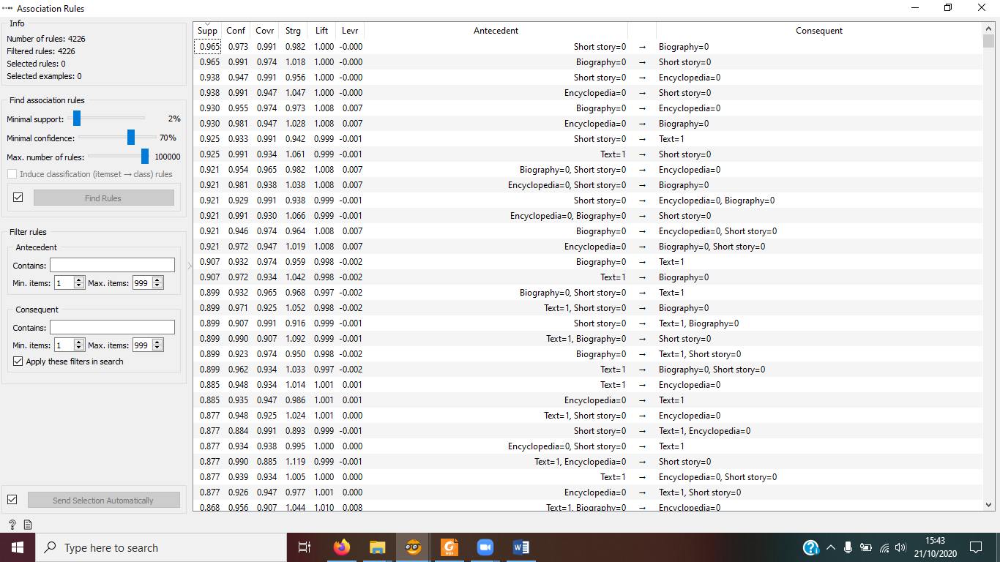 Association Rules
Info
Number of rules: 4226
Filtered rules: 4226
Selected rules: 0
Selected examples: 0
Find association rules
Minimal support: 2%
Minimal confidence: 70%
Max. number of rules: 100000
Induce classification (itemset → class) rules
Find Rules
Filter rules
Antecedent
Contains:
Min. items: 1 Max. items: 999
Consequent
Contains:
Min. items: 1 Max. items: 999
Apply these filters in search
Send Selection Automatically
Supp Conf Covr Strg Lift Levr Antecedent Consequent
0.965 0.973 0.991 0.982 1.000 -0.000 Short story=0 → Biography=0
0.965 0.991 0.974 1.018 1.000 -0.000 Biography=0 → Short story=0
0.938 0.947 0.991 0.956 1.000 -0.000 Short story=0 → Encyclopedia=0
0.938 0.991 0.947 1.047 1.000 -0.000 Encyclopedia=0 → Short story=0
0.930 0.955 0.974 0.973 1.008 0.007 Biography=0 → Encyclopedia=0
0.930 0.981 0.947 1.028 1.008 0.007 Encyclopedia=0 → Biography=0
0.925 0.933 0.991 0.942 0.999 -0.001 Short story=0 → Text=1
0.925 0.991 0.934 1.061 0.999 -0.001 Text=1 → Short story=0
0.921 0.954 0.965 0.982 1.008 0.007 Biography=0, Short story=0 → Encyclopedia=0
0.921 0.981 0.938 1.038 1.008 0.007 Encyclopedia=0, Short story=0 → Biography=0
0.921 0.929 0.991 0.938 0.999 -0.001 Short story=0 → Encyclopedia=0, Biography=0
0.921 0.991 0.930 1.066 0.999 -0.001 Encyclopedia=0, Biography=0 → Short story=0
0.921 0.946 0.974 0.964 1.008 0.007 Biography=0 → Encyclopedia=0, Short story=0
0.921 0.972 0.947 1.019 1.008 0.007 Encyclopedia=0 → Biography=0, Short story=0
0.907 0.932 0.974 0.959 0.998 -0.002 Biography=0 → Text=1
0.907 0.972 0.934 1.042 0.998 -0.002 Text=1 → Biography=0
0.899 0.932 0.965 0.968 0.997 -0.002 Biography=0, Short story=0 → Text=1
0.899 0.971 0.925 1.052 0.998 -0.002 Text=1, Short story=0 → Biography=0
0.899 0.907 0.991 0.916 0.999 -0.001 Short story=0 → Text=1, Biography=0
0.899 0.990 0.907 1.092 0.999 -0.001 Text=1, Biography=0 → Short story=0
0.899 0.923 0.974 0.950 0.998 -0.002 Biography=0 → Text=1, Short story=0
0.899 0.962 0.934 1.033 0.997 -0.002 Text=1 → Biography=0, Short story=0
0.885 0.948 0.934 1.014 1.001 0.001 Text=1 → Encyclopedia=0
0.885 0.935 0.947 0.986 1.001 0.001 Encyclopedia=0 → Text=1
0.877 0.948 0.925 1.024 1.001 0.000 Text=1, Short story=0 → Encyclopedia=0
0.877 0.884 0.991 0.893 0.999 -0.001 Short story=0 → Text=1, Encyclopedia=0
0.877 0.934 0.938 0.995 1.000 0.000 Encyclopedia=0, Short story=0 → Text=1
0.877 0.990 0.885 1.119 0.999 -0.001 Text=1, Encyclopedia=0 → Short story=0
0.877 0.939 0.934 1.005 1.000 0.000 Text=1 → Encyclopedia=0, Short story=0
0.877 0.926 0.947 0.977 1.001 0.000 Encyclopedia=0 → Text=1, Short story=0
0.868 0.956 0.907 1.044 1.010 0.008 Text=1, Biography=0 → Encyclopedia=0
Type here to search
15:43
21/10/2020